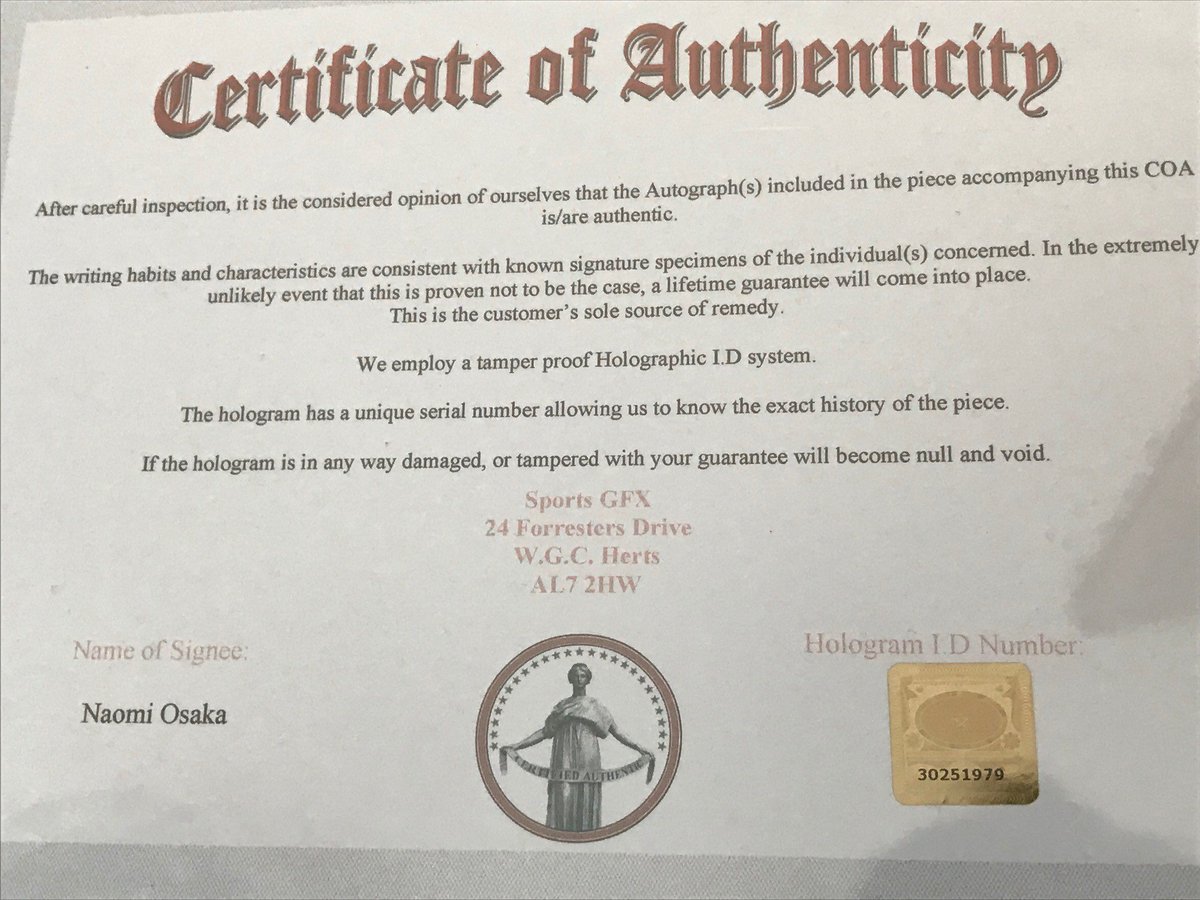 Certificate of Authenticity
After careful inspection, it is the considered opinion of ourselves that the Autograph(s) included in the piece accompanying this COA
is/are authentic.
The writing habits and characteristics are consistent with known signature specimens of the individual(s) concerned. In the extremely
unlikely event that this is proven not to be the case, a lifetime guarantee will come into place.
This is the customer's sole source of remedy.
We employ a tamper proof Holographic I.D system.
The hologram has a unique serial number allowing us to know the exact history of the piece.
If the hologram is in any way damaged, or tampered with your guarantee will become null and void.
Sports GFX
24 Forresters Drive
W.G.C. Herts
AL7 2HW
Name of Signee:
Hologram I.D Number:
Naomi Osaka
CERTIFIED AUTHENTIC
30251979